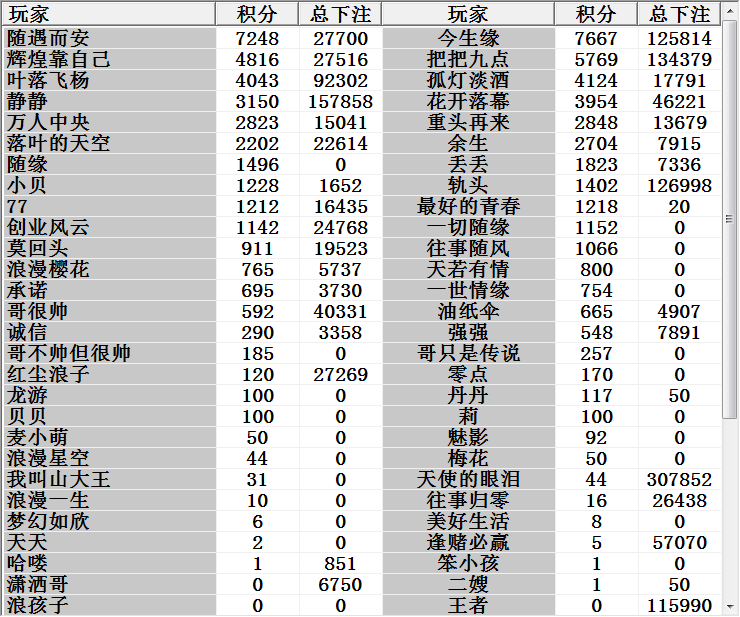 玩家 积分 总下注 玩家 积分 总下注
随遇而安 7248 27700 今生缘 7667 125814
辉煌靠自己 4816 27516 把把九点 5769 134379
叶落飞杨 4043 92302 孤灯淡酒 4124 17791
静静 3150 157858 花开落幕 3954 46221
万人中央 2823 15041 重头再来 2848 13679
落叶的天空 2202 22614 余生 2704 7915
随缘 1496 0 丢丢 1823 7336
小贝 1228 1652 轨头 1402 126998
77 1212 16435 最好的青春 1218 20
创业风云 1142 24768 一切随缘 1152 0
莫回头 911 19523 往事随风 1066 0
浪漫樱花 765 5737 天若有情 800 0
承诺 695 3730 一世情缘 754 0
哥很帅 592 40331 油纸伞 665 4907
诚信 290 3358 强强 548 7891
哥不帅但很帅 185 0 哥只是传说 257 0
红尘浪子 120 27269 零点 170 0
龙游 100 0 丹丹 117 50
贝贝 100 0 莉 100 0
麦小萌 50 0 魅影 92 0
浪漫星空 44 0 梅花 50 0
我叫山大王 31 0 天使的眼泪 44 307852
浪漫一生 10 0 往事归零 16 26438
梦幻如欣 6 0 美好生活 8 0
天天 2 0 逢赌必赢 5 57070
哈喽 1 851 笨小孩 1 0
潇洒哥 0 6750 二嫂 1 50
浪孩子 0 0 王者 0 115990